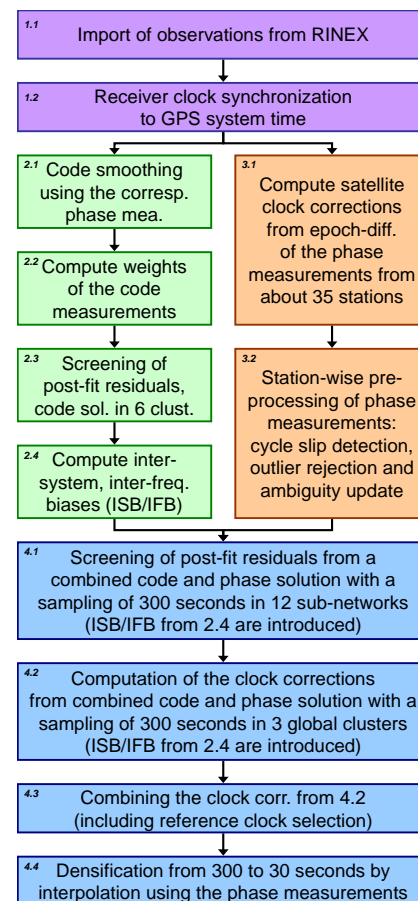 1.1
Import of observations from RINEX
1.2
Receiver clock synchronization
to GPS system time
2.1
Code smoothing
using the corresp.
phase mea.
2.2
Compute weights
of the code
measurements
2.3
Screening of
post-fit residuals,
code sol. in 6 clust.
2.4
Compute inter-
system, inter-freq.
biases (ISB/IFB)
3.1
Compute satellite
clock corrections
from epoch-diff.
of the phase
measurements from
about 35 stations
3.2
Station-wise pre-
processing of phase
measurements:
cycle slip detection,
outlier rejection and
ambiguity update
4.1
Screening of post-fit residuals from a
combined code and phase solution with a
sampling of 300 seconds in 12 sub-networks
(ISB/IFB from 2.4 are introduced)
4.2
Computation of the clock corrections
from combined code and phase solution with a
sampling of 300 seconds in 3 global clusters
(ISB/IFB from 2.4 are introduced)
4.3
Combining the clock corr. from 4.2
(including reference clock selection)
4.4
Densification from 300 to 30 seconds by
interpolation using the phase measurements